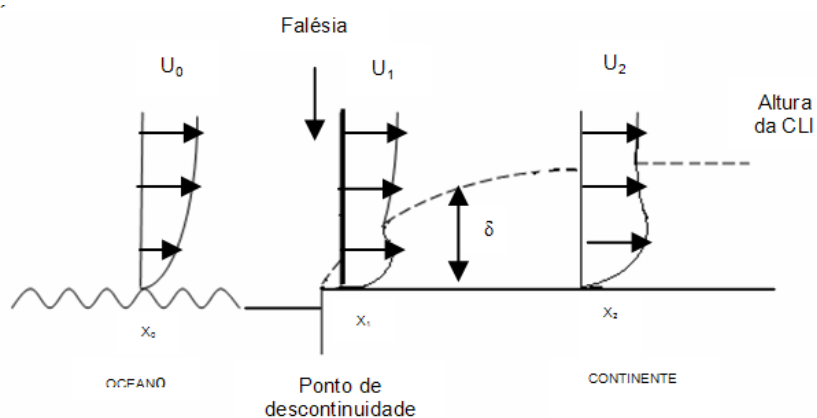 Falésia
U₀
U₁
U₂
Altura
da CLI
δ
X₀
X₁
X₂
OCEANO
Ponto de
descontinuidade
CONTINENTE